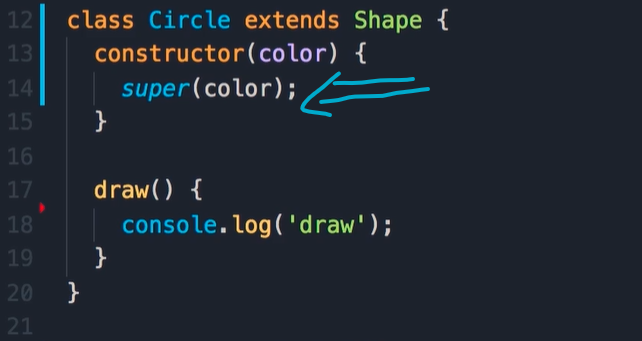 12 class Circle extends Shape {
13 constructor(color) {
14 super(color);
15 }
16
17 draw() {
18 console.log('draw');
19 }
20 }
21